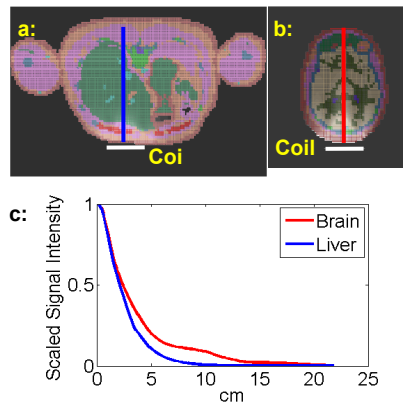 a:
Coi
b:
Coil
c:
Scaled Signal Intensity
1
0.5
0
Brain
Liver
0 5 10 15 20 25
cm